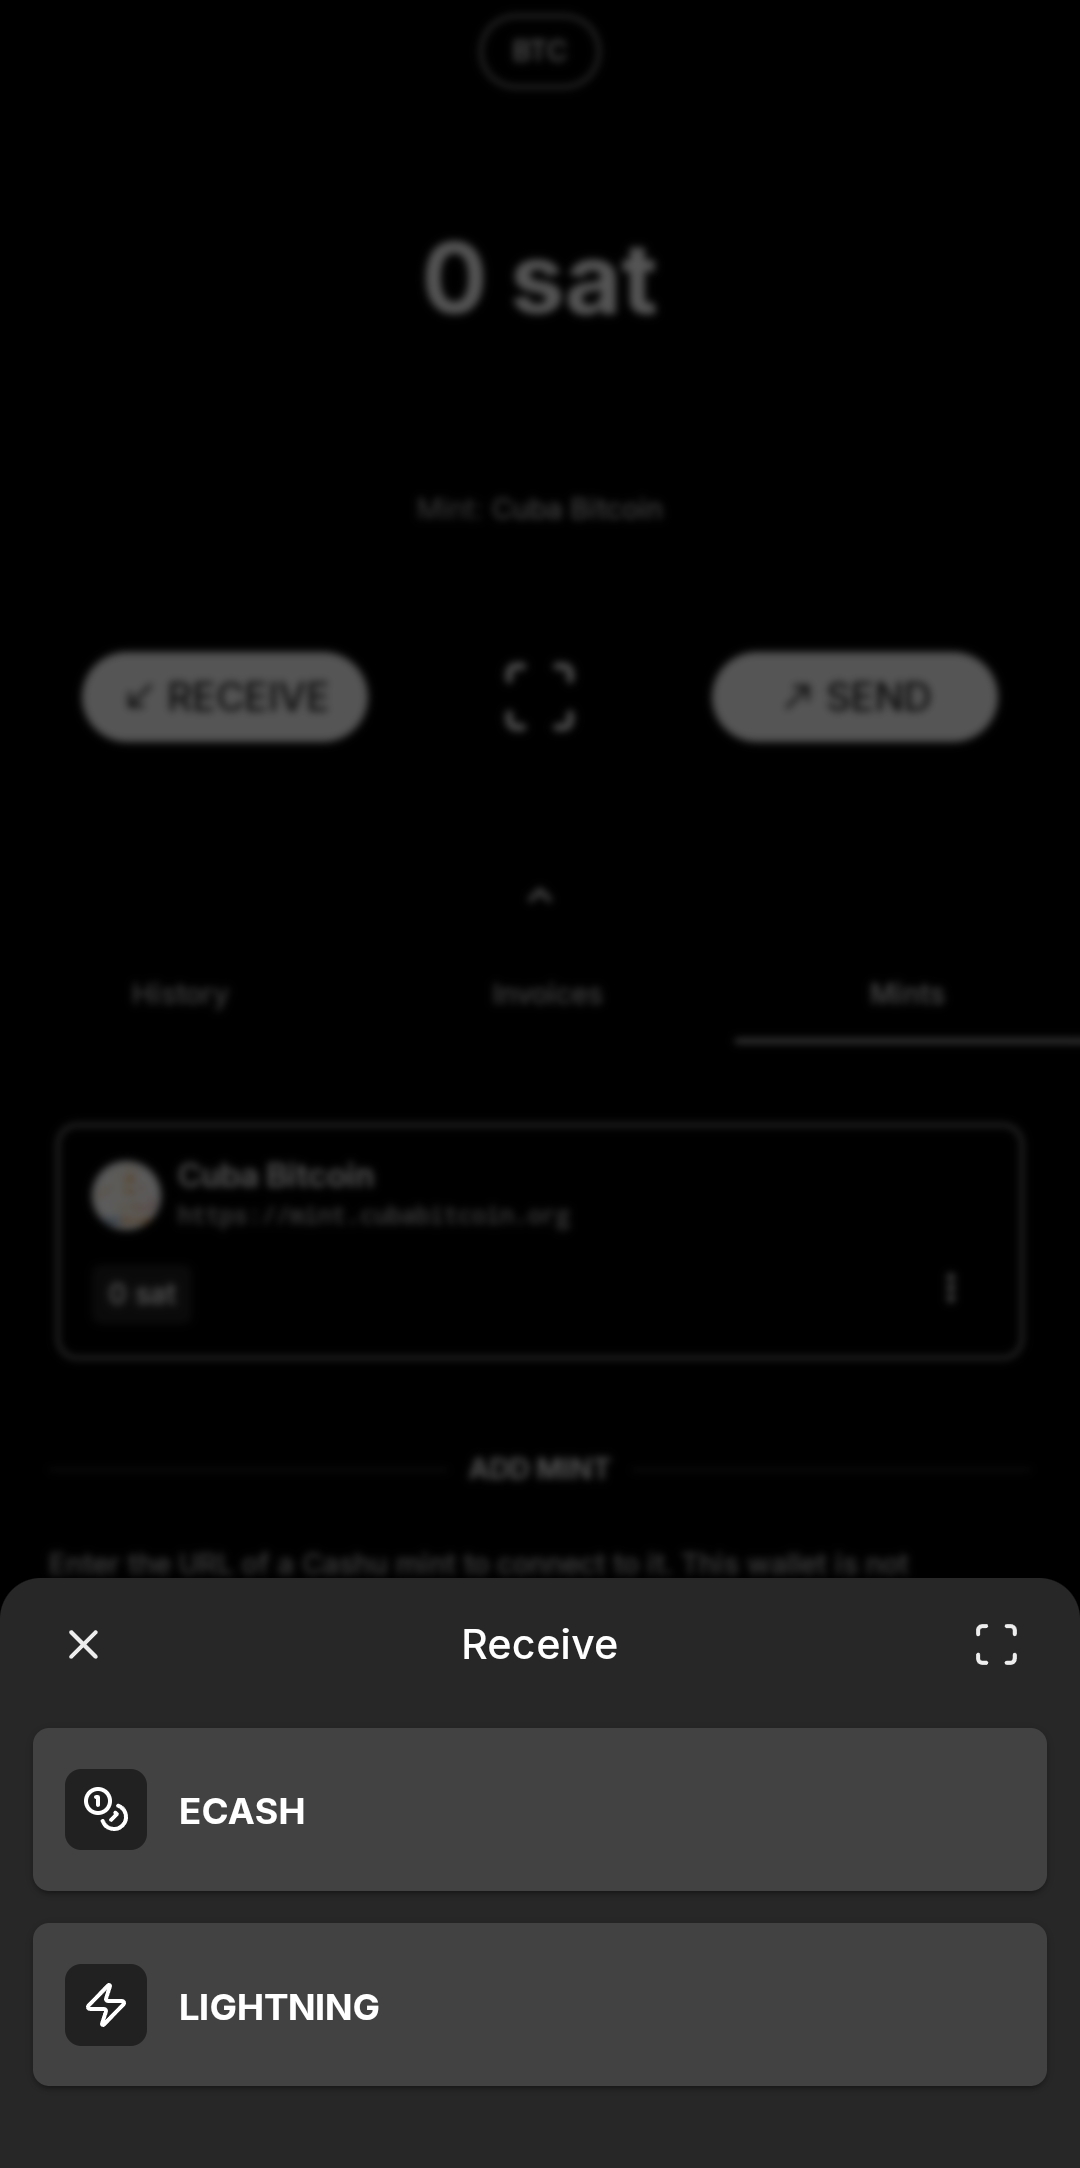 BTC
0 sat
Mint: Cuba Bitcoin
RECEIVE
SEND
History
Invoices
Mints
Cuba Bitcoin
https://mint.cubabitcoin.org
0 sat
ADD MINT
Enter the URL of a Cashu mint to connect to it. This wallet is not
Receive
ECASH
LIGHTNING